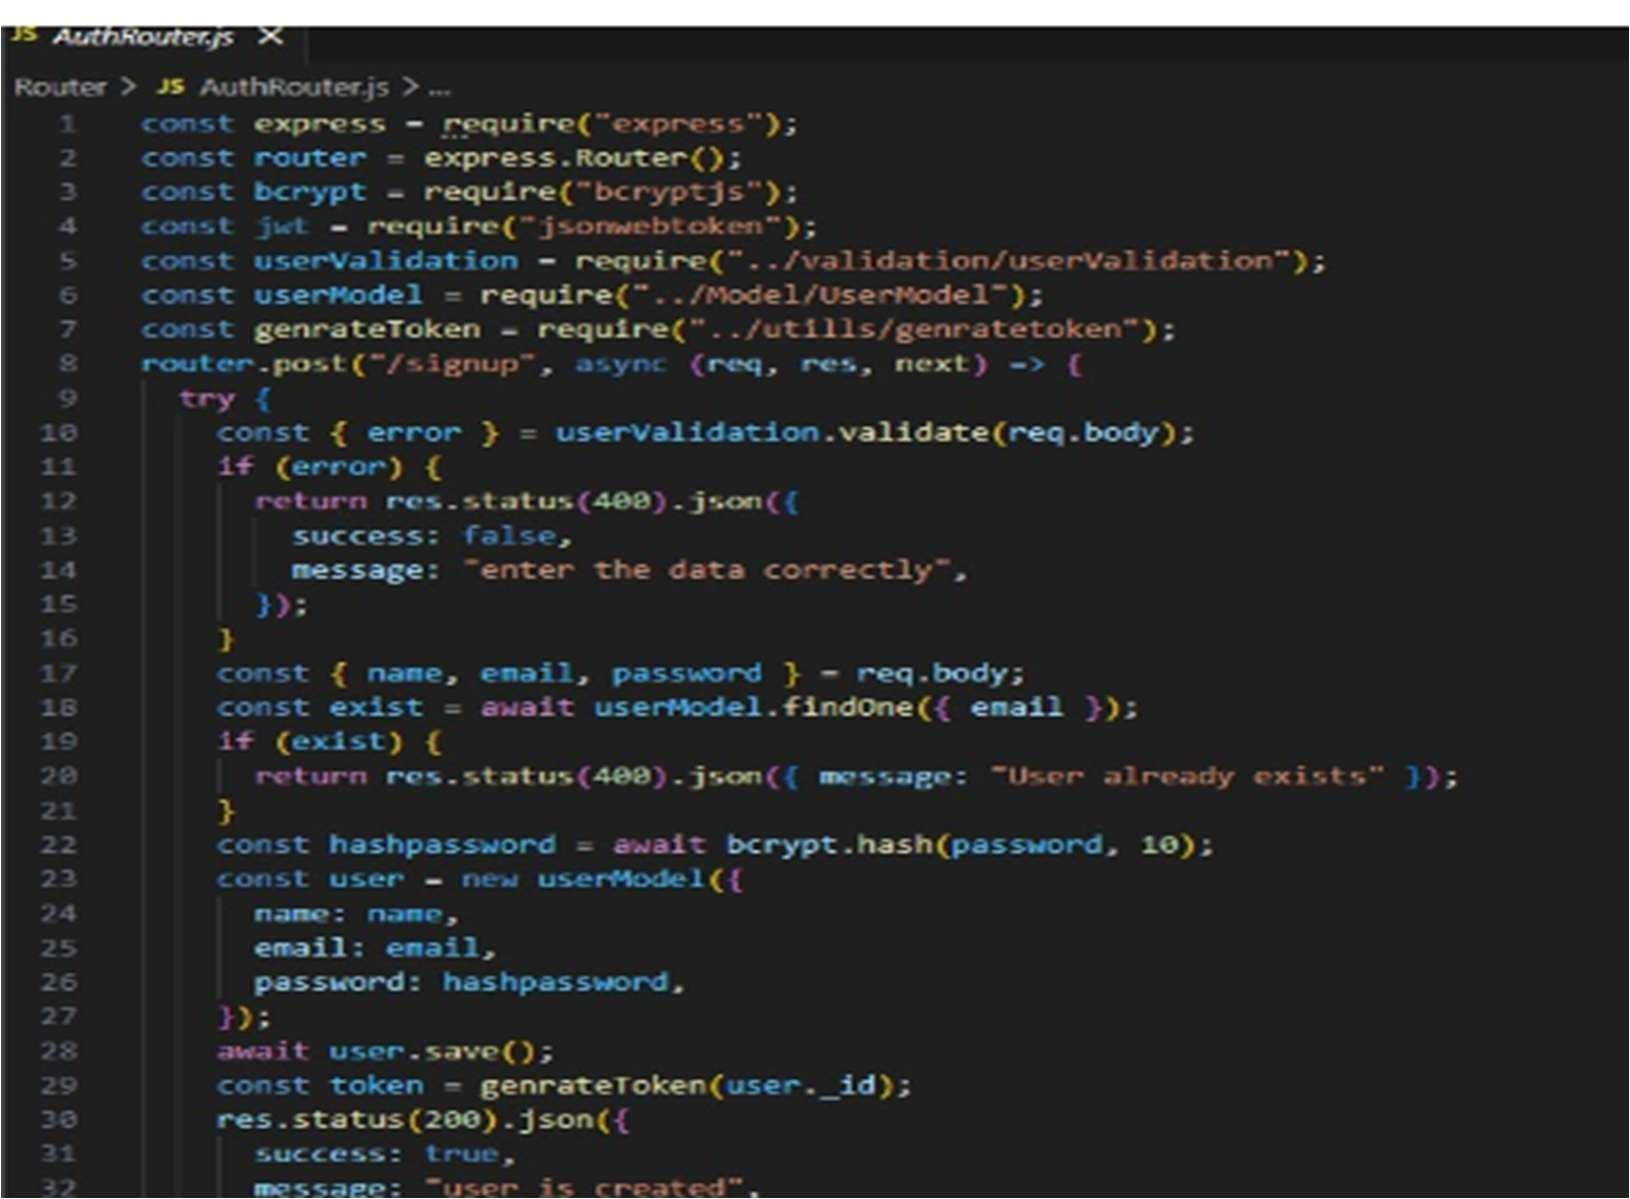 JS AuthRouter.js X
Router > JS AuthRouter.js > ...
1 const express = require("express");
2 const router = express.Router();
3 const bcrypt = require("bcryptjs");
4 const jwt = require("jsonwebtoken");
5 const userValidation = require("../validation/userValidation");
6 const userModel = require("../Model/UserModel");
7 const genrateToken = require("../utills/genratetoken");
8 router.post("/signup", async (req, res, next) => {
9 try {
10 const { error } = userValidation.validate(req.body);
11 if (error) {
12 return res.status(400).json({
13 success: false,
14 message: "enter the data correctly",
15 });
16 }
17 const { name, email, password } = req.body;
18 const exist = await userModel.findOne({ email });
19 if (exist) {
20 return res.status(400).json({ message: "User already exists" });
21 }
22 const hashpassword = await bcrypt.hash(password, 10);
23 const user = new userModel({
24 name: name,
25 email: email,
26 password: hashpassword,
27 });
28 await user.save();
29 const token = genrateToken(user._id);
30 res.status(200).json({
31 success: true,
32 message: "user is created",